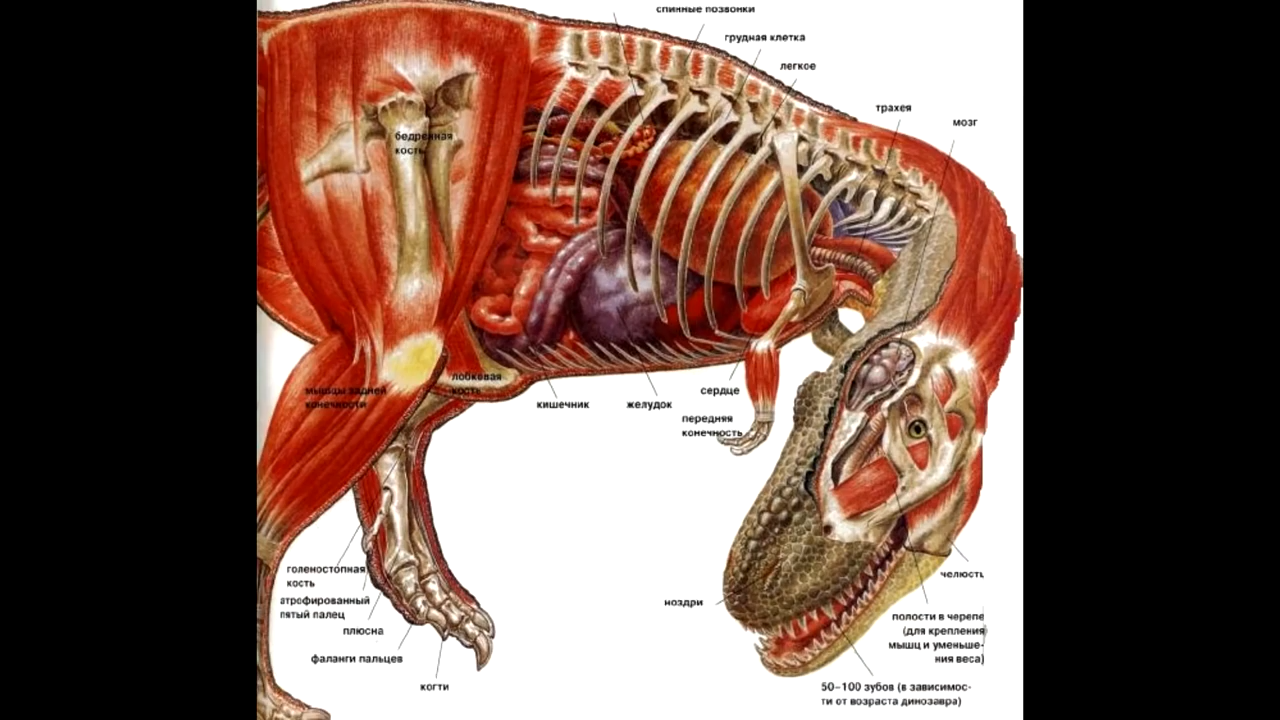 спинные позвонки
грудная клетка
легкое
трахея
мозг
бедренная
кость
мышцы задней
конечности
лобковая
кость
кишечник
желудок
сердце
передняя
конечность
голеностопная
кость
атрофированный
пятый палец
плюсна
фаланги пальцев
когти
ноздри
челюсть
полости в черепе
(для крепления
мышц и уменьше-
ния веса)
50–100 зубов (в зависимос-
ти от возраста динозавра)